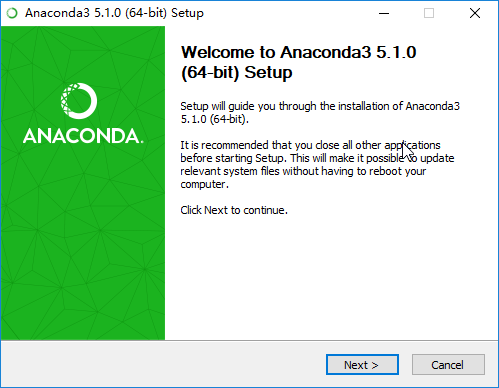 Anaconda3 5.1.0 (64-bit) Setup
Welcome to Anaconda3 5.1.0
(64-bit) Setup
Setup will guide you through the installation of Anaconda3
5.1.0 (64-bit).
It is recommended that you close all other applications
before starting Setup. This will make it possible to update
relevant system files without having to reboot your
computer.
Click Next to continue.
ANACONDA.
Next >
Cancel